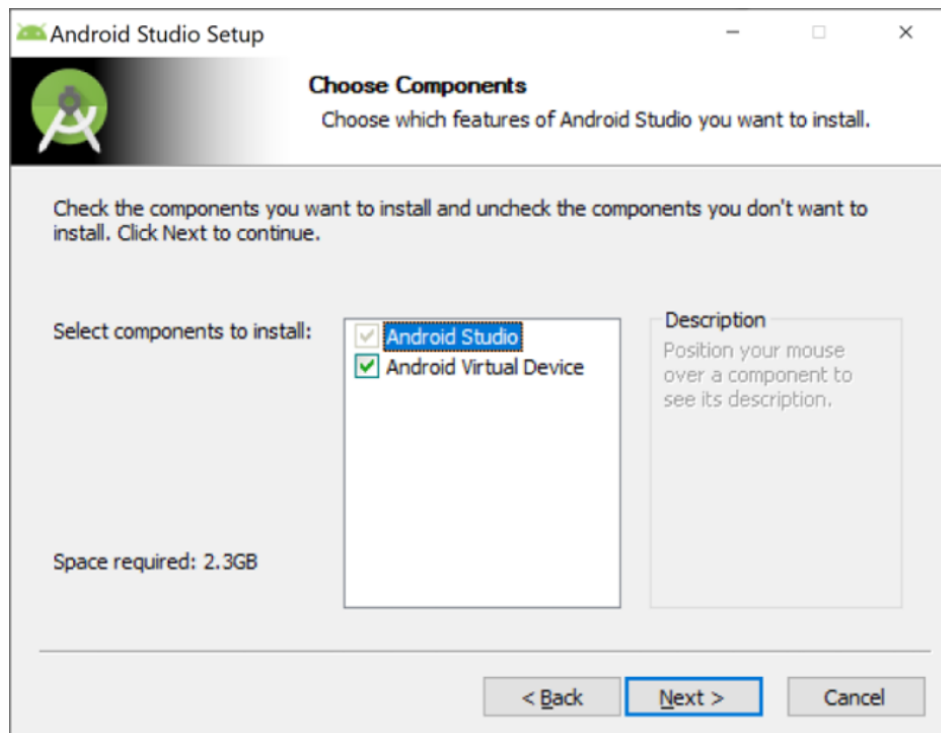 Android Studio Setup
Choose Components
Choose which features of Android Studio you want to install.
Check the components you want to install and uncheck the components you don't want to
install. Click Next to continue.
Select components to install:
Android Studio
Android Virtual Device
Description
Position your mouse
over a component to
see its description.
Space required: 2.3GB
< Back
Next >
Cancel